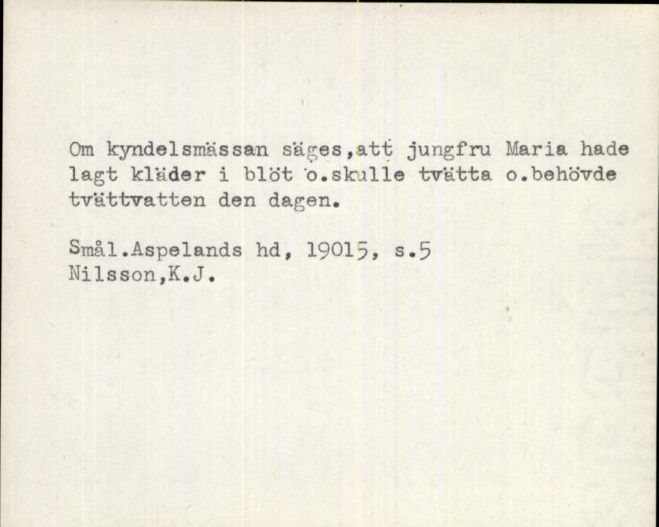 Om kyndelsmässan säges,att jungfru Maria hade
lagt kläder i blöt o.skulle tvätta o.behövde
tvättvatten den dagen.
Smål.Aspelands hd, 19015, s.5
Nilsson,K.J.